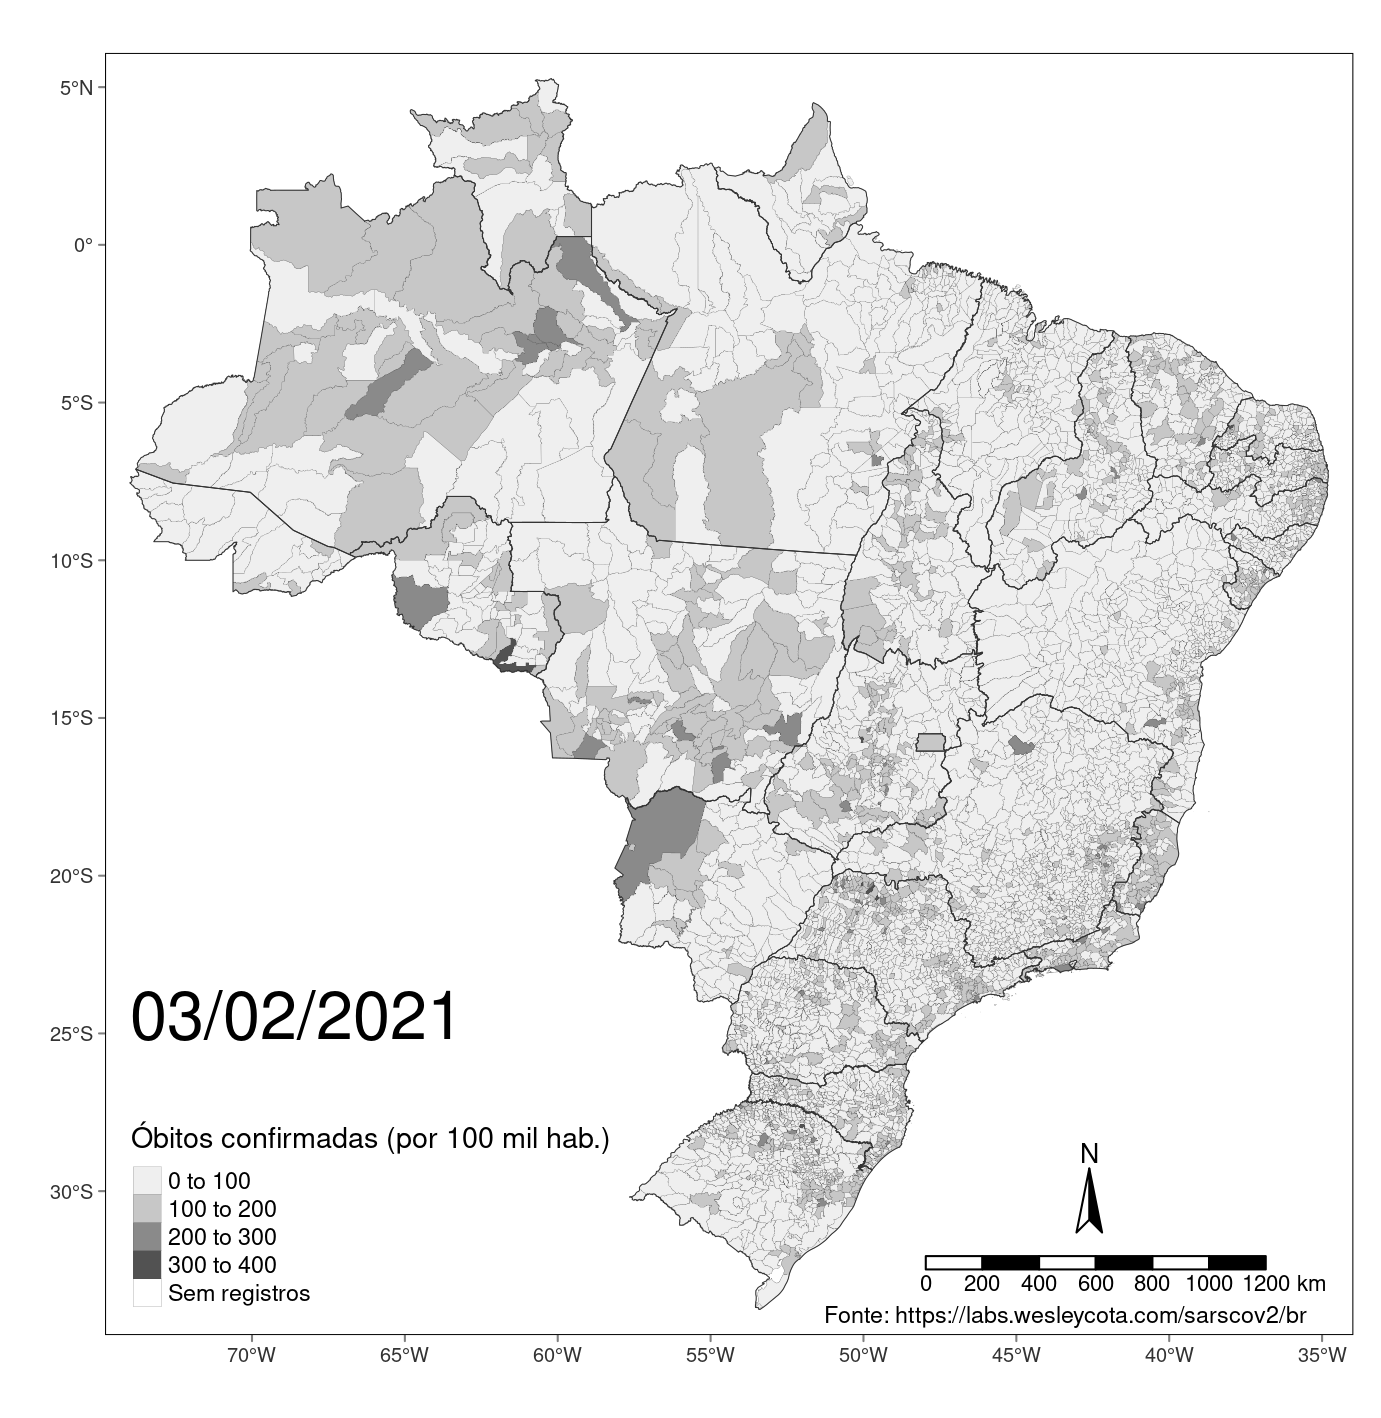 5°N
0°
5°S
10°S
15°S
20°S
25°S
30°S
03/02/2021
Óbitos confirmadas (por 100 mil hab.)
0 to 100
100 to 200
200 to 300
300 to 400
Sem registros
N
0 200 400 600 800 1000 1200 km
Fonte: https://labs.wesleycota.com/sarscov2/br
70°W 65°W 60°W 55°W 50°W 45°W 40°W 35°W